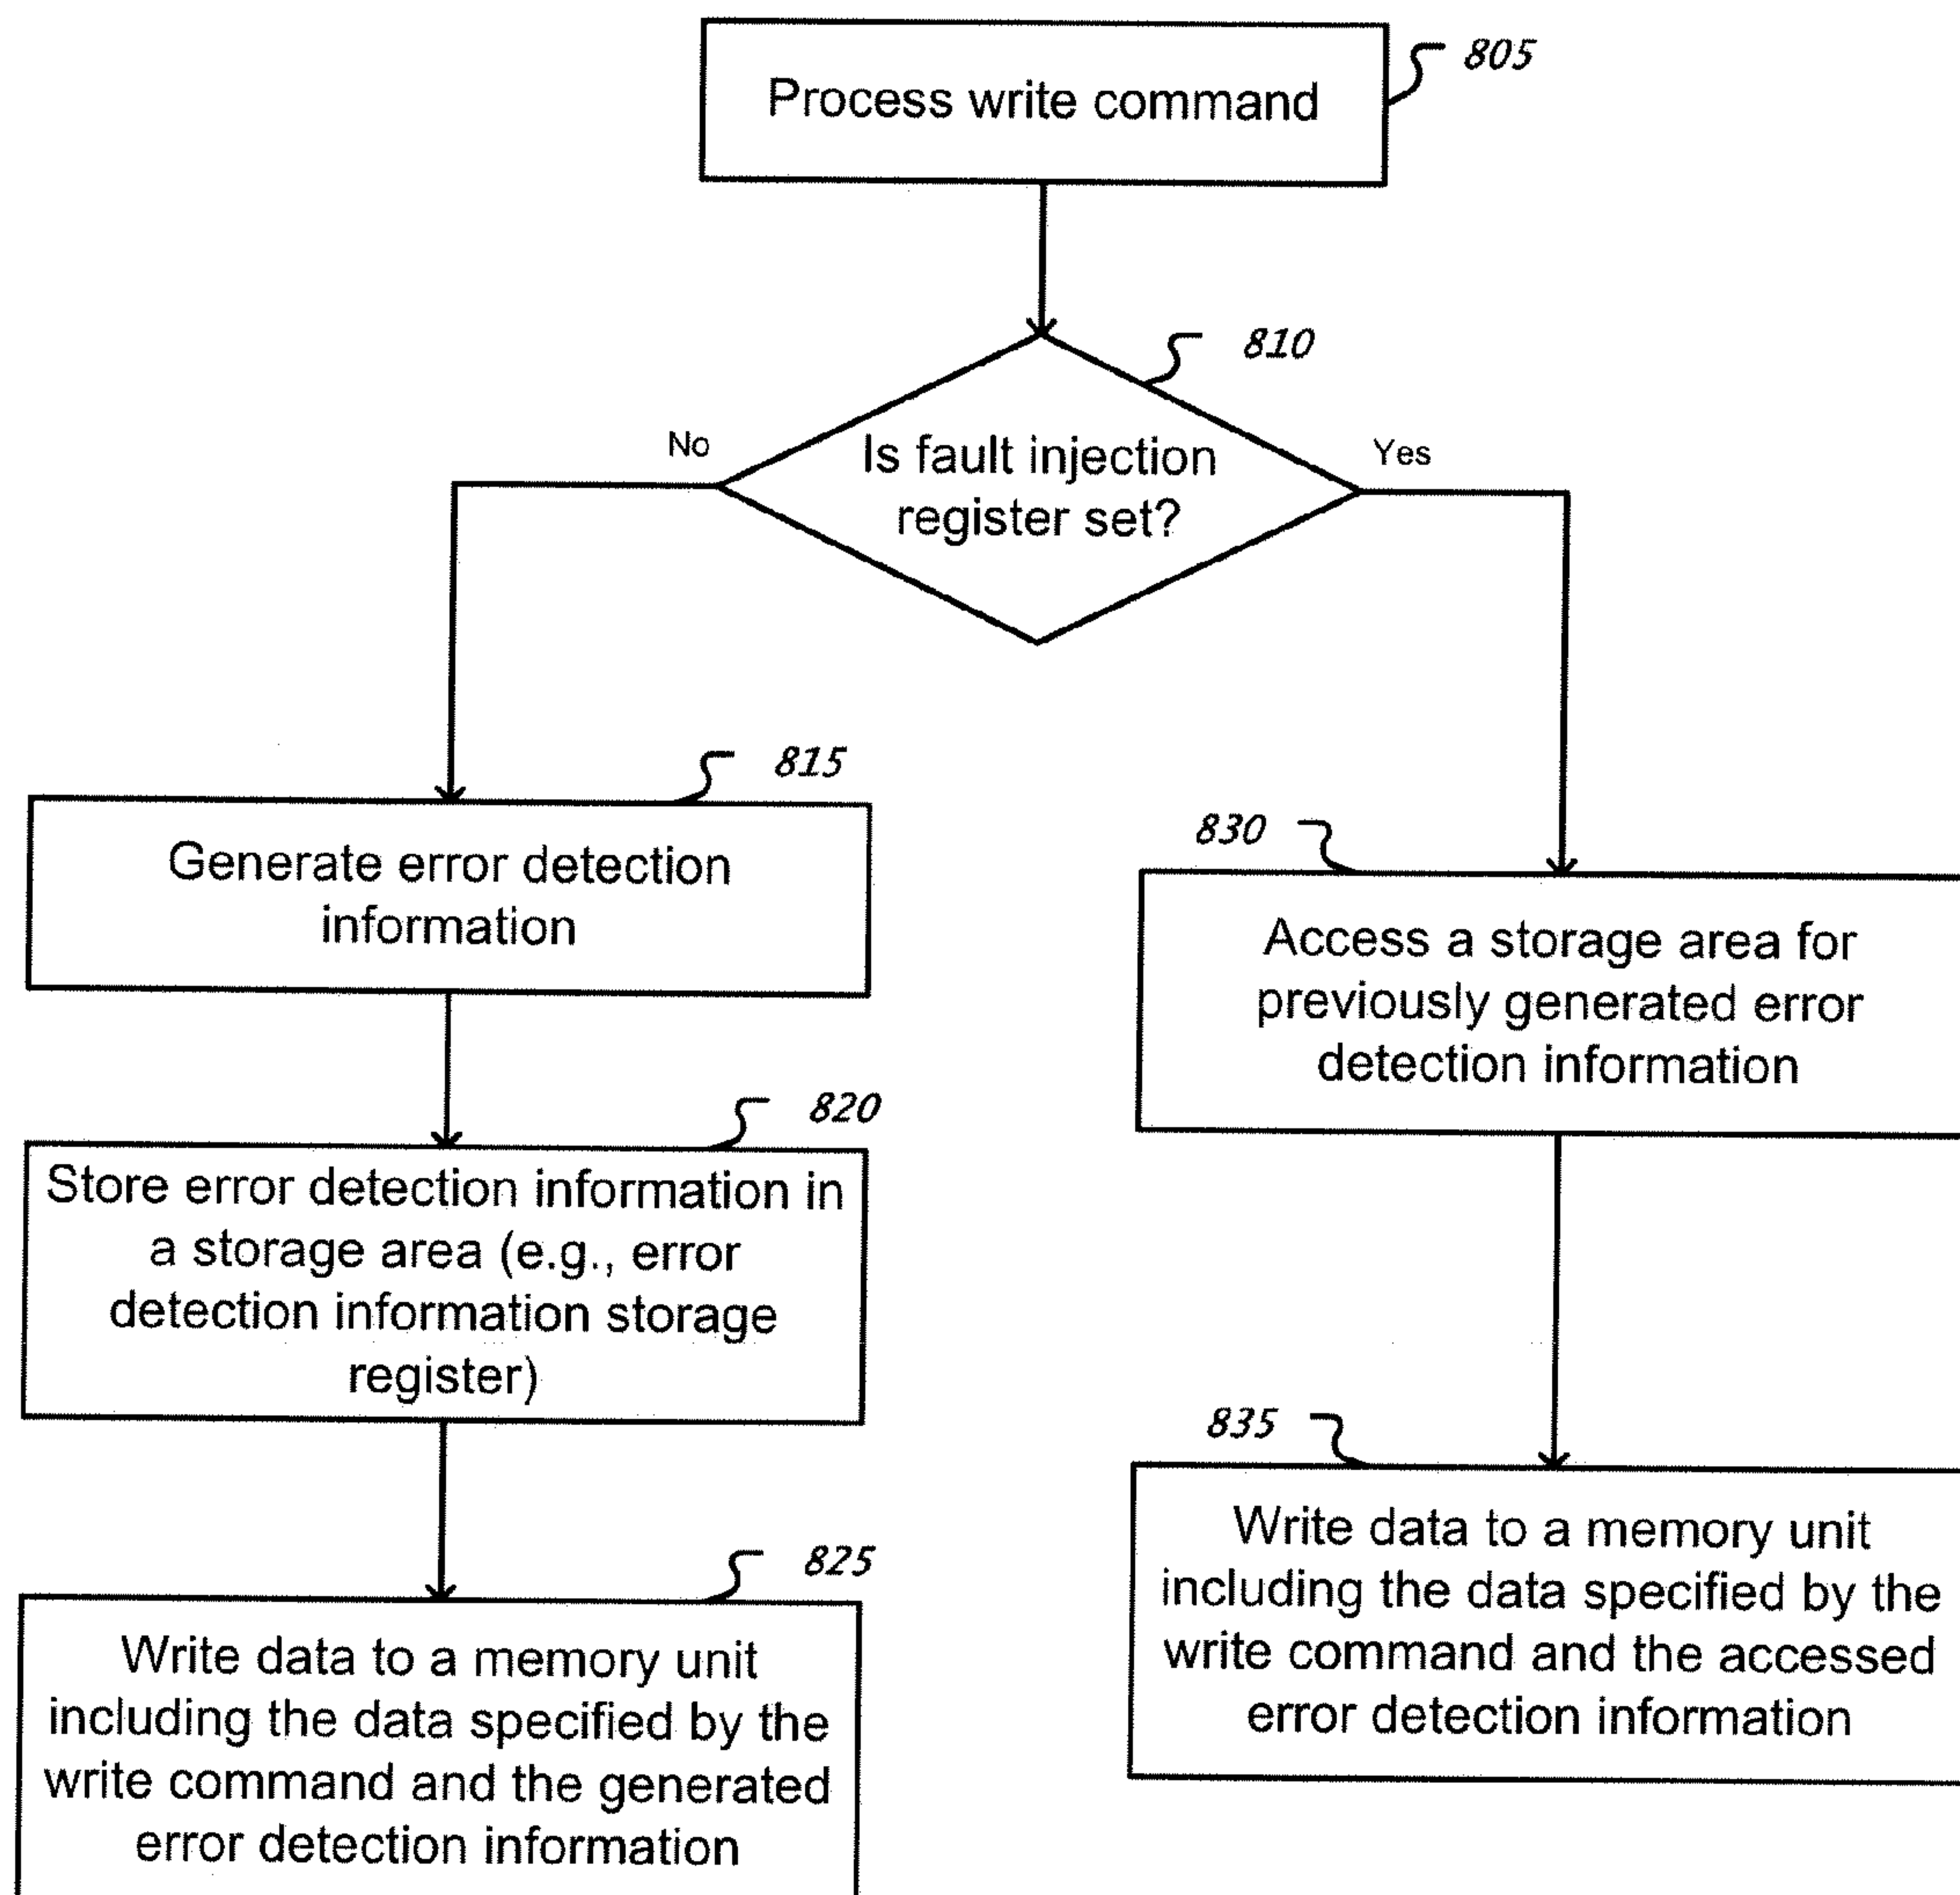 805
Process write command
810
No
Is fault injection
Yes
register set?
815
Generate error detection
information
830
Access a storage area for
previously generated error
detection information
820
Store error detection information in
a storage area (e.g., error
detection information storage
register)
835
Write data to a memory unit
including the data specified by the
write command and the accessed
error detection information
825
Write data to a memory unit
including the data specified by the
write command and the generated
error detection information